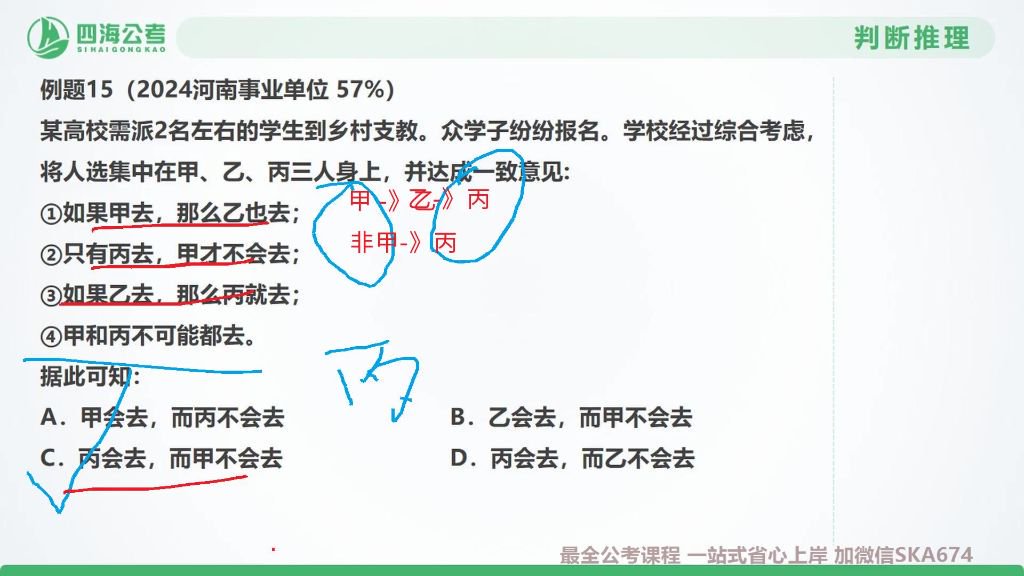 四海公考
SIHAIGONGKAO
判断推理
例题15（2024河南事业单位 57%）
某高校需派2名左右的学生到乡村支教。众学子纷纷报名。学校经过综合考虑，
将人选集中在甲、乙、丙三人身上，并达成一致意见：
甲 -》乙-》丙
①如果甲去，那么乙也去；
非甲-》丙
②只有丙去，甲才不会去；
③如果乙去，那么丙就去；
④甲和丙不可能都去。
丙
据此可知：
A．甲会去，而丙不会去
B．乙会去，而甲不会去
C．丙会去，而甲不会去
D．丙会去，而乙不会去
最全公考课程 一站式省心上岸 加微信SKA674